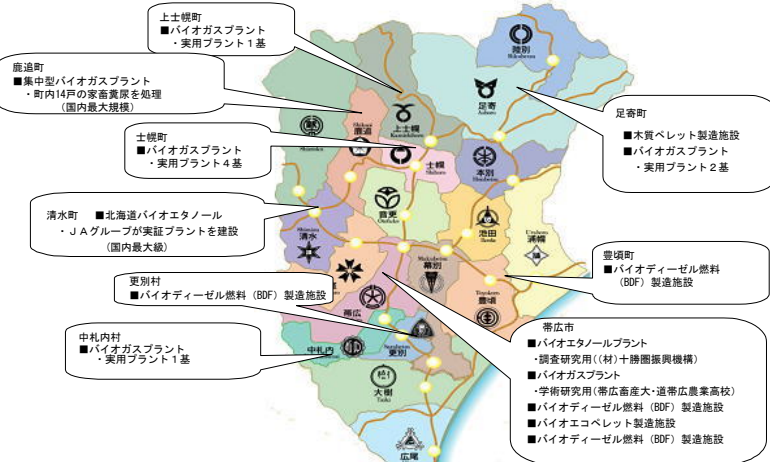 上士幌町
■バイオガスプラント
・実用プラント１基
鹿追町
■集中型バイオガスプラント
・町内14戸の家畜糞尿を処理
（国内最大規模）
士幌町
■バイオガスプラント
・実用プラント４基
清水町　■北海道バイオエタノール
・ＪＡグループが実証プラントを建設
（国内最大級）
更別村
■バイオディーゼル燃料（BDF）製造施設
中札内村
■バイオガスプラント
・実用プラント１基
足寄町
■木質ペレット製造施設
■バイオガスプラント
・実用プラント２基
豊頃町
■バイオディーゼル燃料
（BDF）製造施設
帯広市
■バイオエタノールプラント
・調査研究用（（材）十勝圏振興機構）
■バイオガスプラント
・学術研究用（帯広畜産大・道帯広農業高校）
■バイオディーゼル燃料（BDF）製造施設
■バイオエコペレット製造施設
■バイオディーゼル燃料（BDF）製造施設
陸別
Rikubetsu
足寄
Ashoro
上士幌
Kamishihoro
Shikaoi
鹿追
士幌
Shihoro
本別
Honbetsu
音更
Otofuke
池田
Ikeda
Urahoro
浦幌
Shimizu
清水
Makubetsu
幕別
Toyokoro
豊頃
帯広
中札内
Sarabetsu
更別
大樹
Taiki
広尾